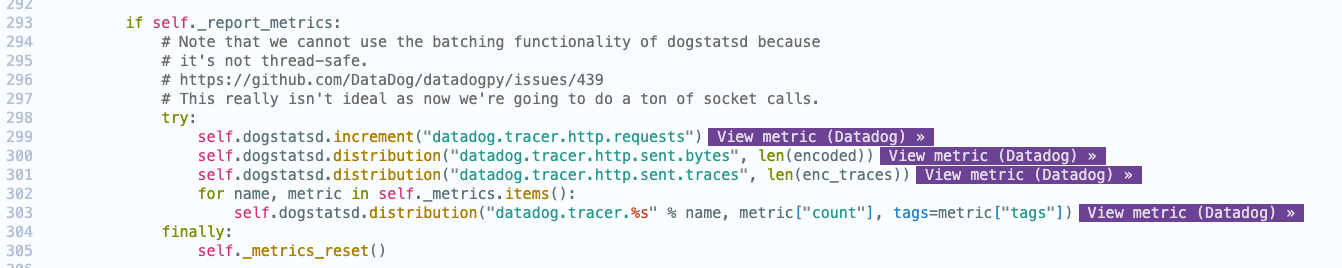 292
293 if self._report_metrics:
294 # Note that we cannot use the batching functionality of dogstatsd because
295 # it's not thread-safe.
296 # https://github.com/DataDog/datadogpy/issues/439
297 # This really isn't ideal as now we're going to do a ton of socket calls.
298 try:
299 self.dogstatsd.increment("datadog.tracer.http.requests") View metric (Datadog) »
300 self.dogstatsd.distribution("datadog.tracer.http.sent.bytes", len(encoded)) View metric (Datadog) »
301 self.dogstatsd.distribution("datadog.tracer.http.sent.traces", len(enc_traces)) View metric (Datadog) »
302 for name, metric in self._metrics.items():
303 self.dogstatsd.distribution("datadog.tracer.%s" % name, metric["count"], tags=metric["tags"]) View metric (Datadog) »
304 finally:
305 self._metrics_reset()
306